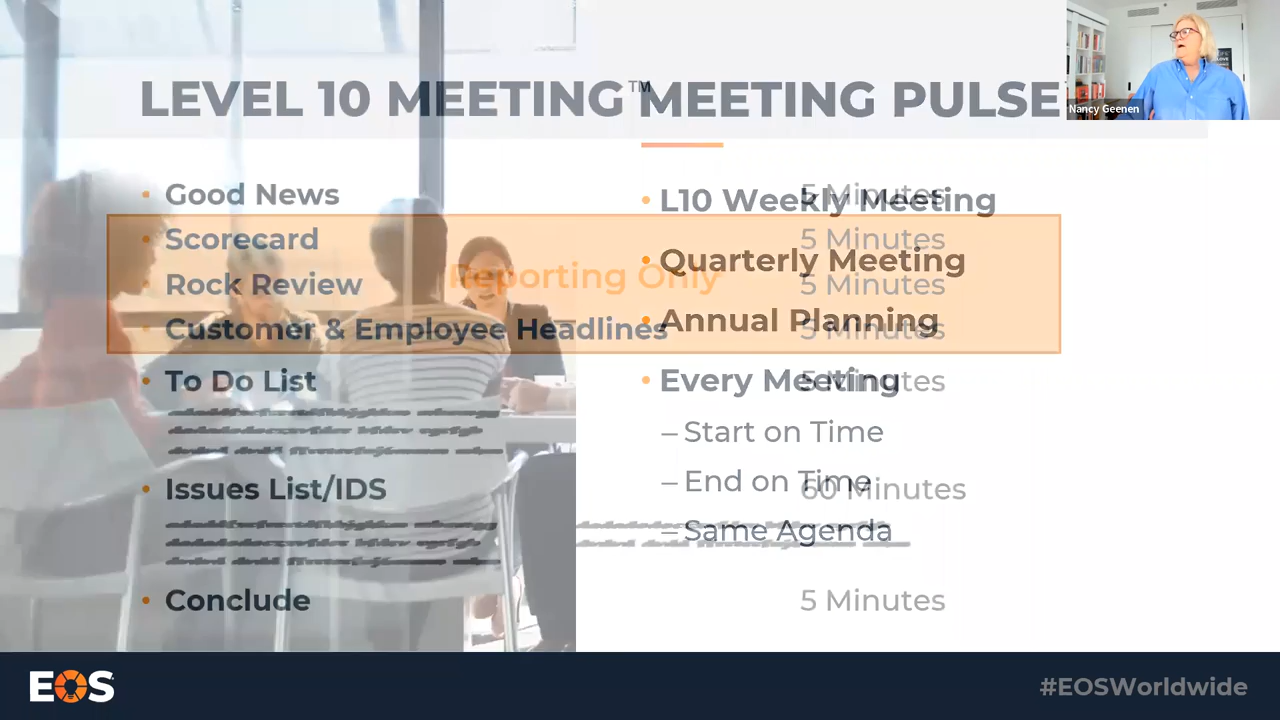 LEVEL 10 MEETING™
MEETING PULSE
Nancy Geenen
• Good News 5 Minutes
• Scorecard 5 Minutes
• Rock Review 5 Minutes
• Customer & Employee Headlines 5 Minutes
Reporting Only
• To Do List 5 Minutes
• Issues List/IDS 60 Minutes
• Conclude 5 Minutes
• L10 Weekly Meeting
• Quarterly Meeting
• Annual Planning
• Every Meeting
– Start on Time
– End on Time
– Same Agenda
EOS
#EOSWorldwide